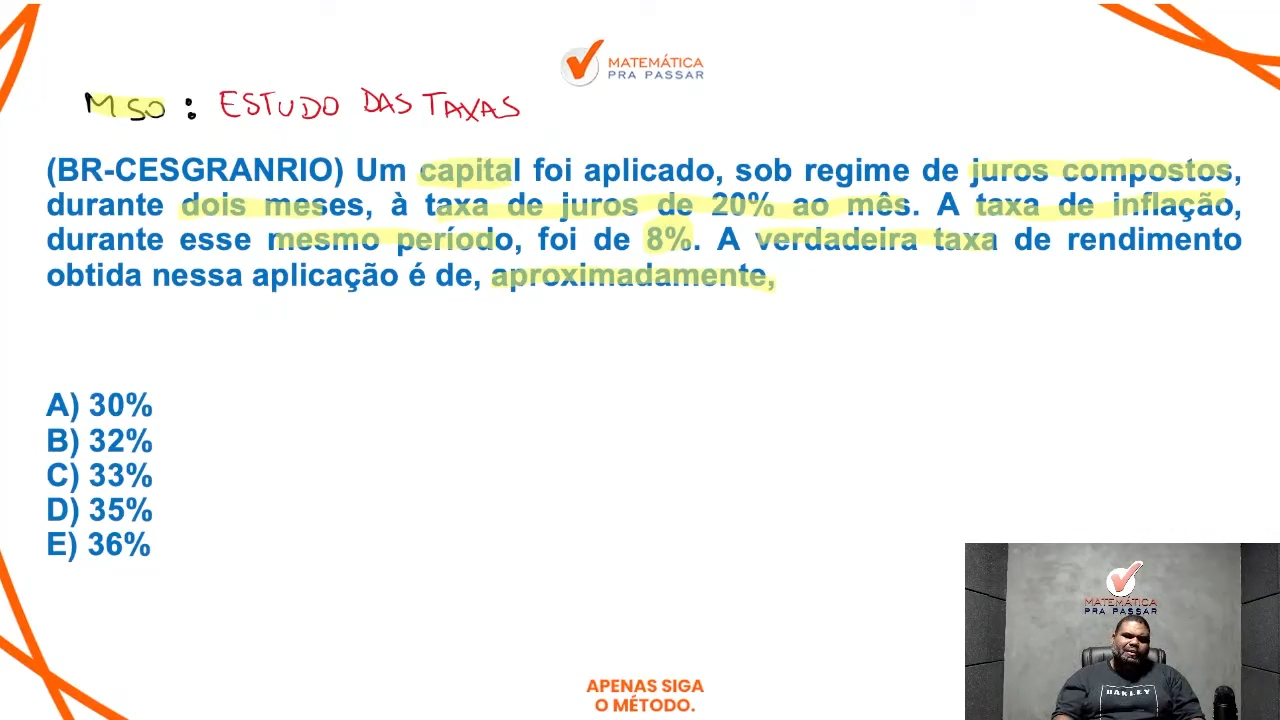 MATEMÁTICA
PRA PASSAR
MSO : ESTUDO DAS TAXAS
(BR-CESGRANRIO) Um capital foi aplicado, sob regime de juros compostos,
durante dois meses, à taxa de juros de 20% ao mês. A taxa de inflação,
durante esse mesmo período, foi de 8%. A verdadeira taxa de rendimento
obtida nessa aplicação é de, aproximadamente,
A) 30%
B) 32%
C) 33%
D) 35%
E) 36%
MATEMÁTICA
PRA PASSAR
OAKLEY
APENAS SIGA
O MÉTODO.